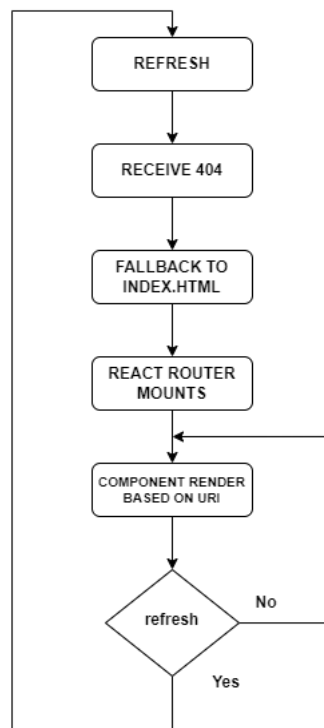 REFRESH
RECEIVE 404
FALLBACK TO
INDEX.HTML
REACT ROUTER
MOUNTS
COMPONENT RENDER
BASED ON URI
refresh
No
Yes